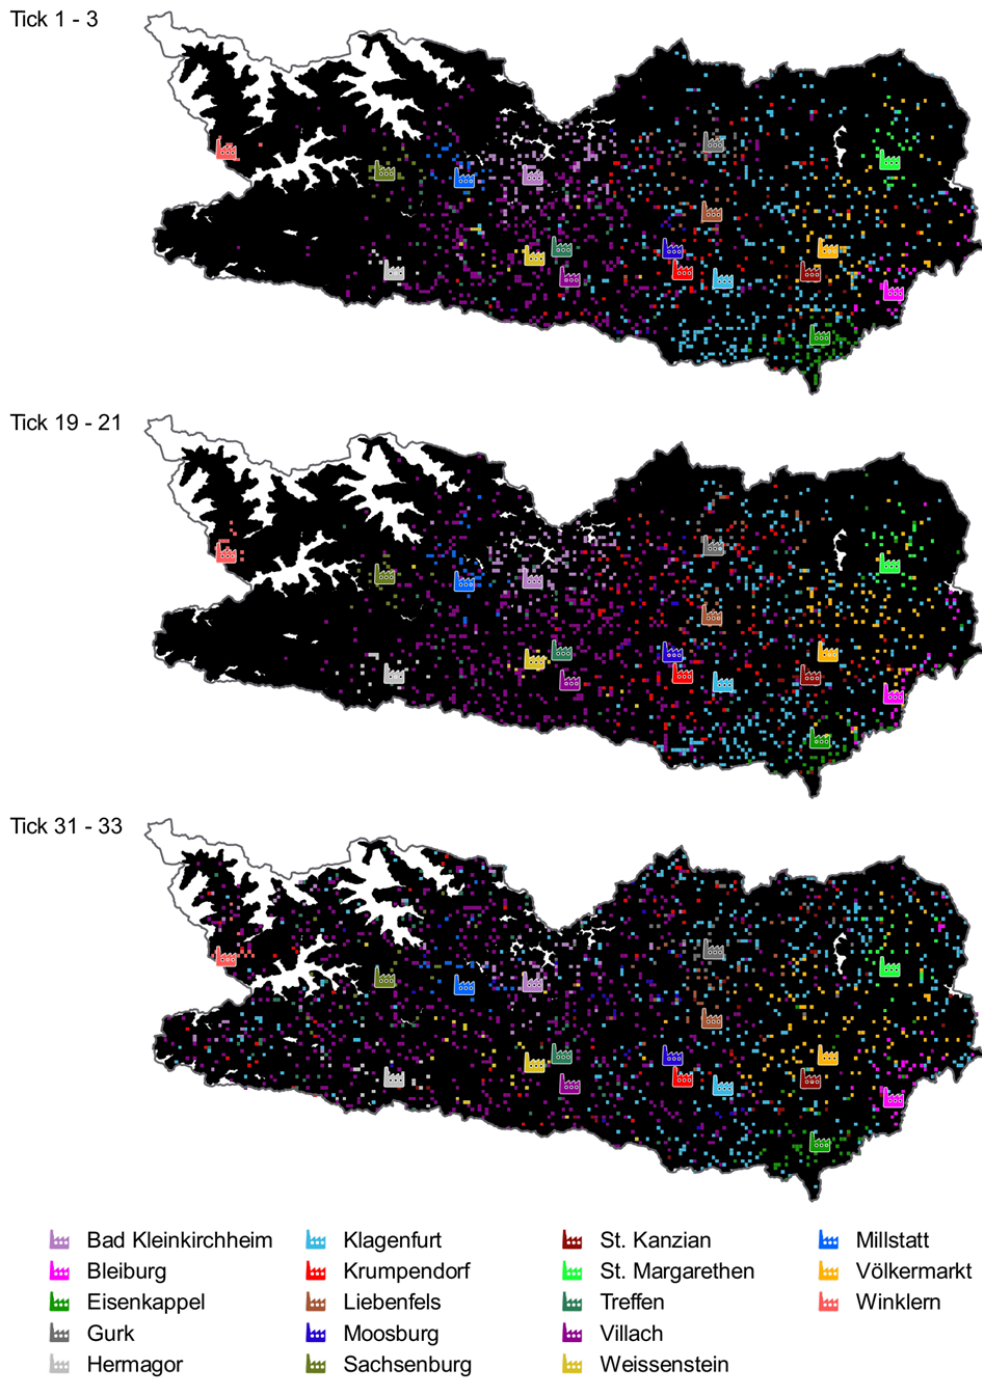 Tick 1 - 3
Tick 19 - 21
Tick 31 - 33
Bad Kleinkirchheim
Klagenfurt
St. Kanzian
Millstatt
Bleiburg
Krumpendorf
St. Margarethen
Völkermarkt
Eisenkappel
Liebenfels
Treffen
Winklern
Gurk
Moosburg
Villach
Hermagor
Sachsenburg
Weissenstein